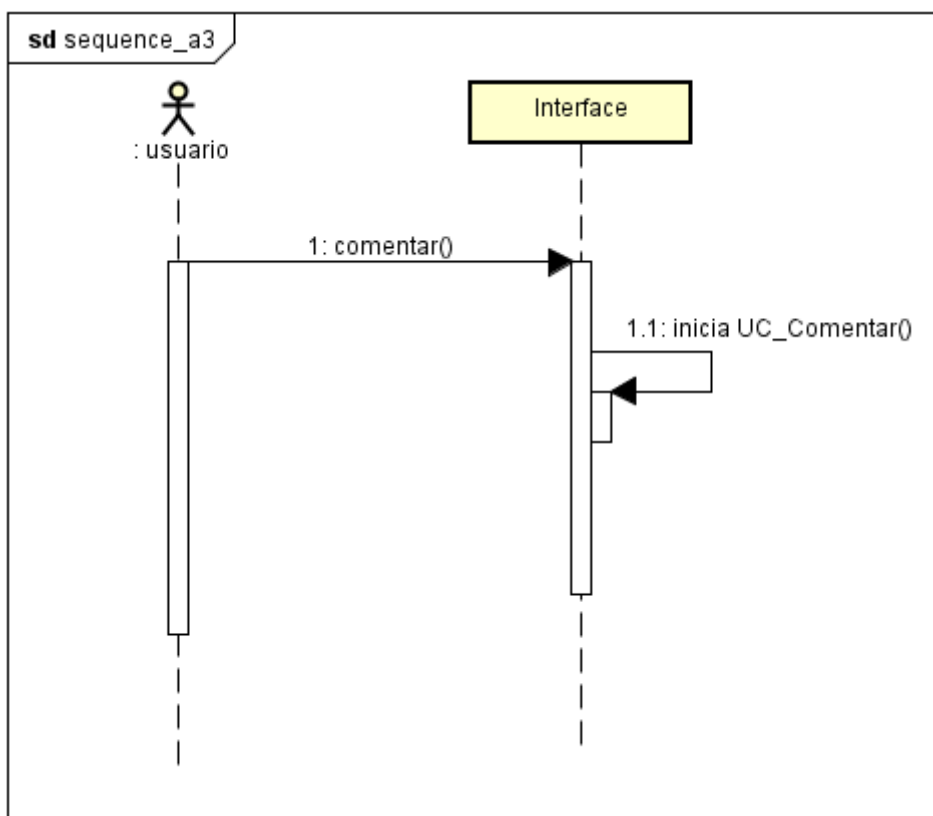 sd sequence_a3
: usuario
Interface
1: comentar()
1.1: inicia UC_Comentar()